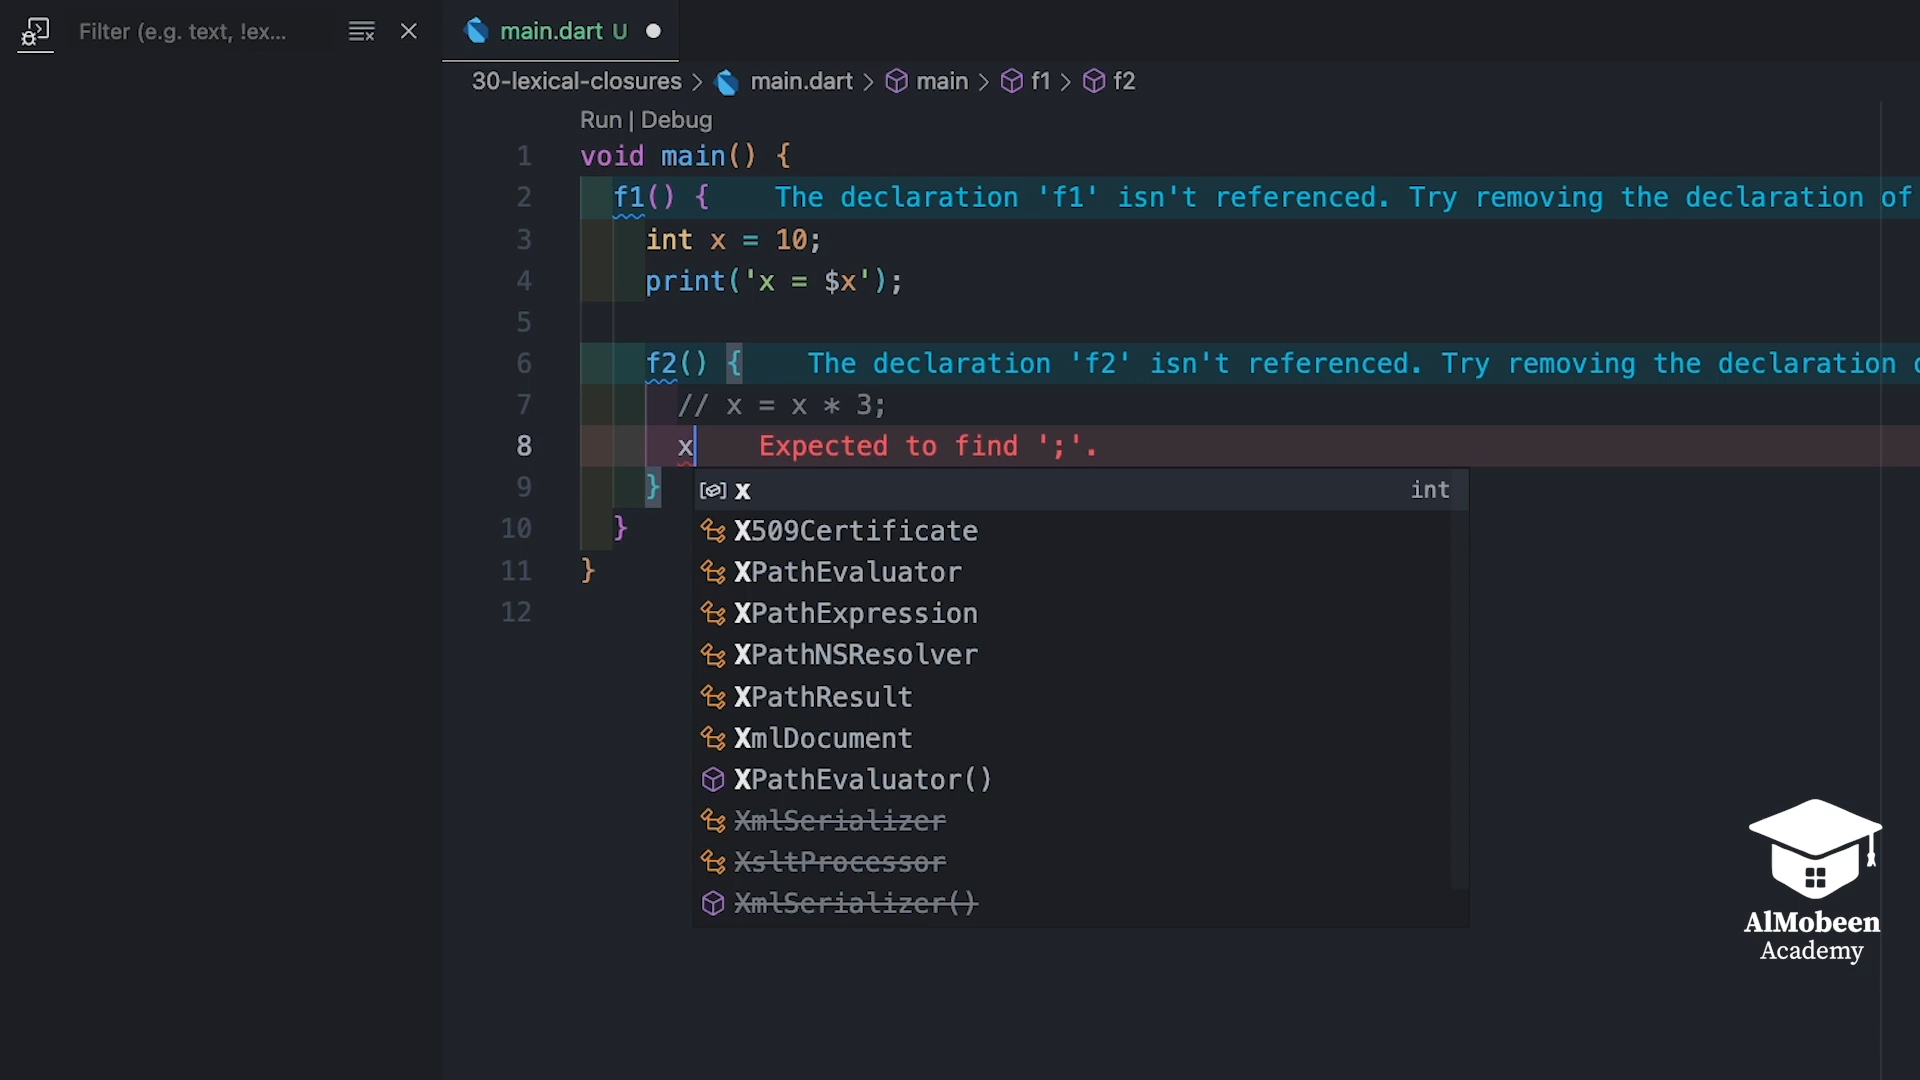 Filter (e.g. text, !ex...
main.dart U
30-lexical-closures > main.dart > main > f1 > f2
Run | Debug
1 void main() {
2 f1() { The declaration 'f1' isn't referenced. Try removing the declaration of
3 int x = 10;
4 print('x = $x');
5
6 f2() { The declaration 'f2' isn't referenced. Try removing the declaration
7 // x = x * 3;
8 x Expected to find ';'.
9 }
10 }
11 }
12
x int
X509Certificate
XPathEvaluator
XPathExpression
XPathNSResolver
XPathResult
XmlDocument
XPathEvaluator()
XmlSerializer
XsltProcessor
XmlSerializer()
AlMobeen
Academy